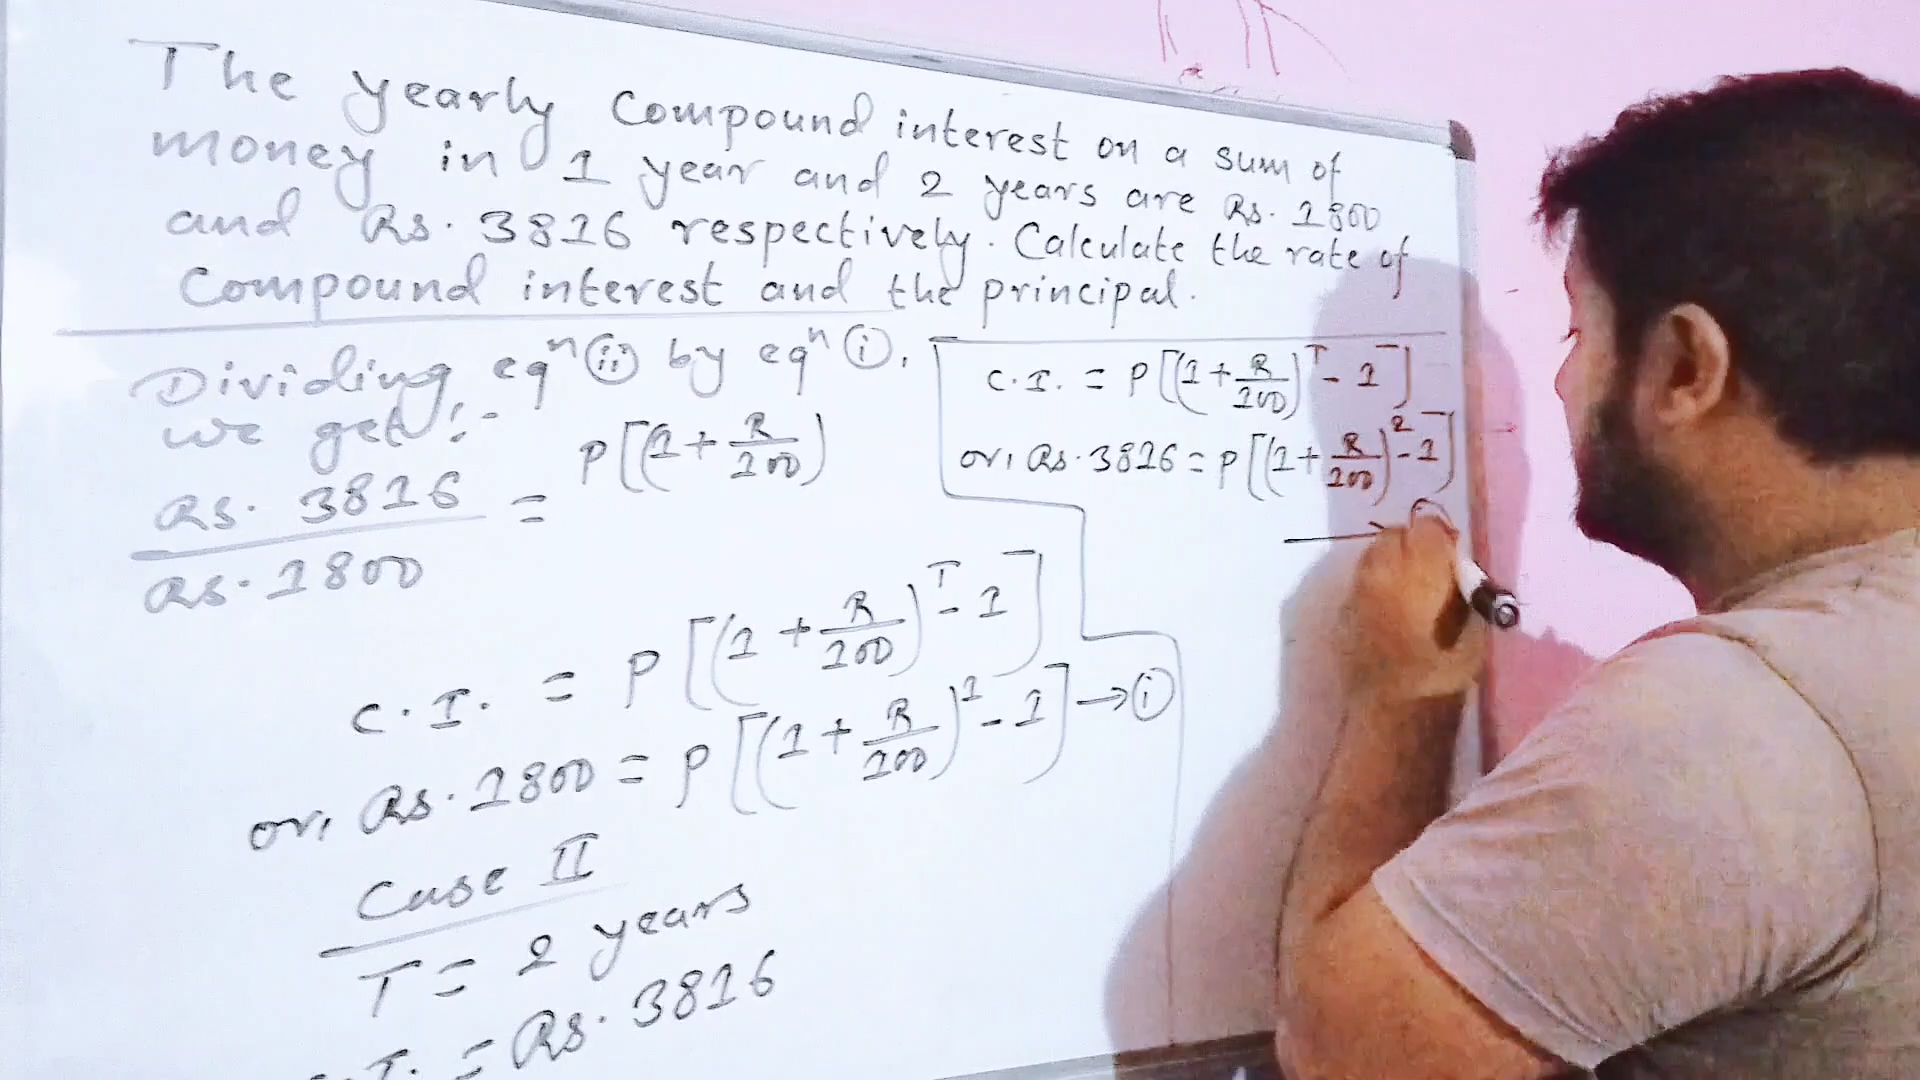 The yearly compound interest on a sum of
money in 1 year and 2 years are Rs. 1800
and Rs. 3816 respectively. Calculate the rate of
compound interest and the principal.
Dividing eqⁿ (ii) by eqⁿ (i),
we get :-
Rs. 3816 / Rs. 1800 = P[(1 + R/100)
C.I. = P[(1 + R/100)^T - 1]
or, Rs. 1800 = P[(1 + R/100)^1 - 1] → (i)
Case II
T = 2 years
I. = Rs. 3816
C.I. = P[(1 + R/100)^T - 1]
or, Rs. 3816 = P[(1 + R/100)^2 - 1]
→